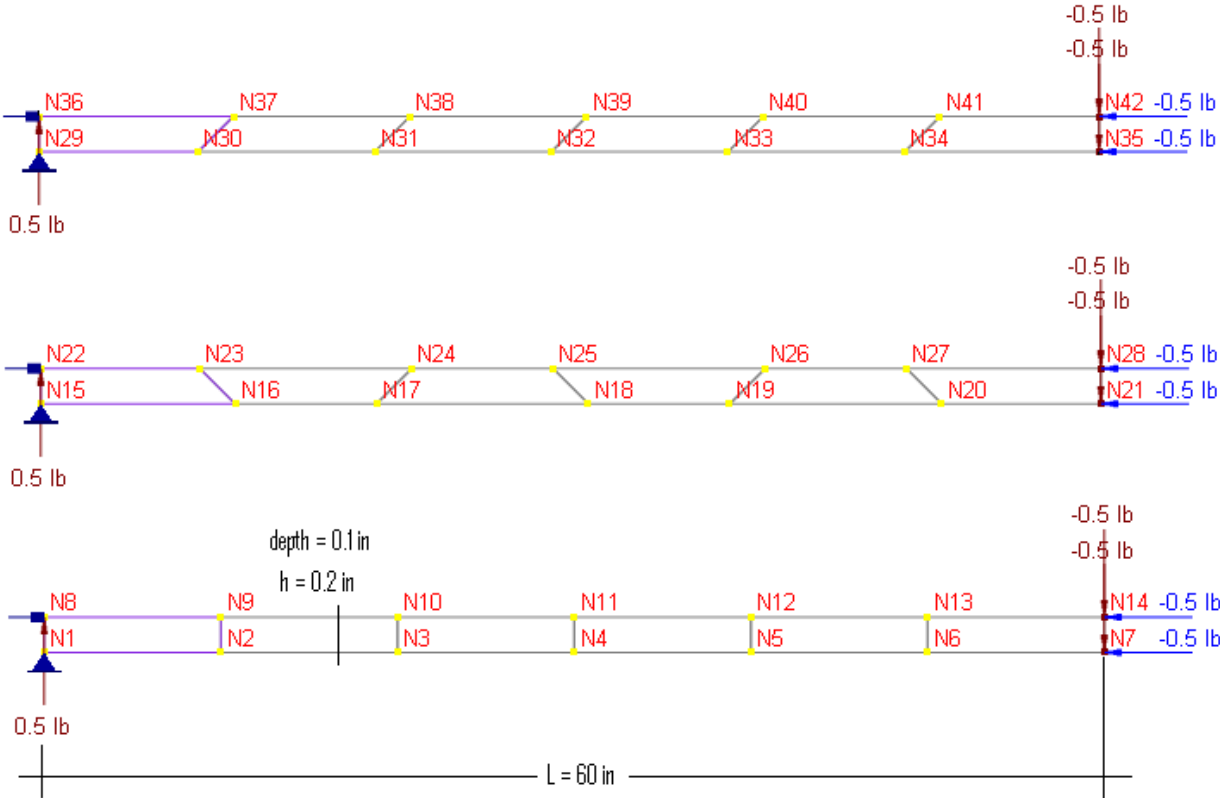 -0.5 lb
-0.5 lb
N36 N37 N38 N39 N40 N41 N42 -0.5 lb
N29 N30 N31 N32 N33 N34 N35 -0.5 lb
0.5 lb
-0.5 lb
-0.5 lb
N22 N23 N24 N25 N26 N27 N28 -0.5 lb
N15 N16 N17 N18 N19 N20 N21 -0.5 lb
0.5 lb
-0.5 lb
depth = 0.1 in
-0.5 lb
h = 0.2 in
N8 N9 N10 N11 N12 N13 N14 -0.5 lb
N1 N2 N3 N4 N5 N6 N7 -0.5 lb
0.5 lb
L = 60 in